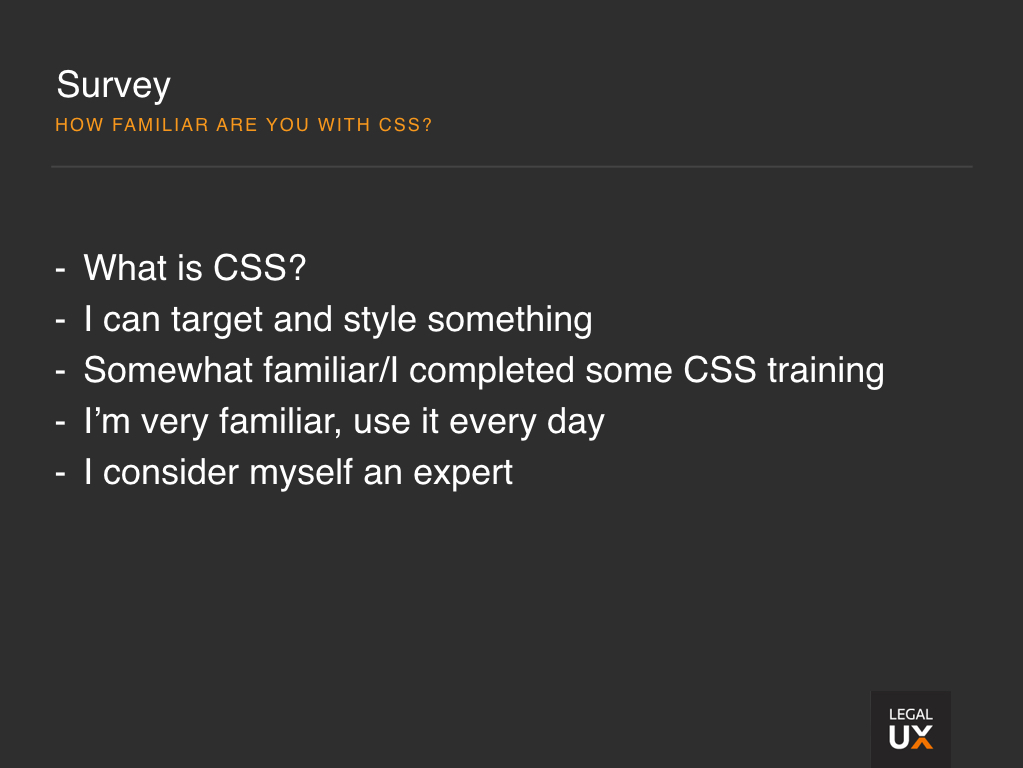 Survey
HOW FAMILIAR ARE YOU WITH CSS?
- What is CSS?
- I can target and style something
- Somewhat familiar/I completed some CSS training
- I’m very familiar, use it every day
- I consider myself an expert
LEGAL
UX